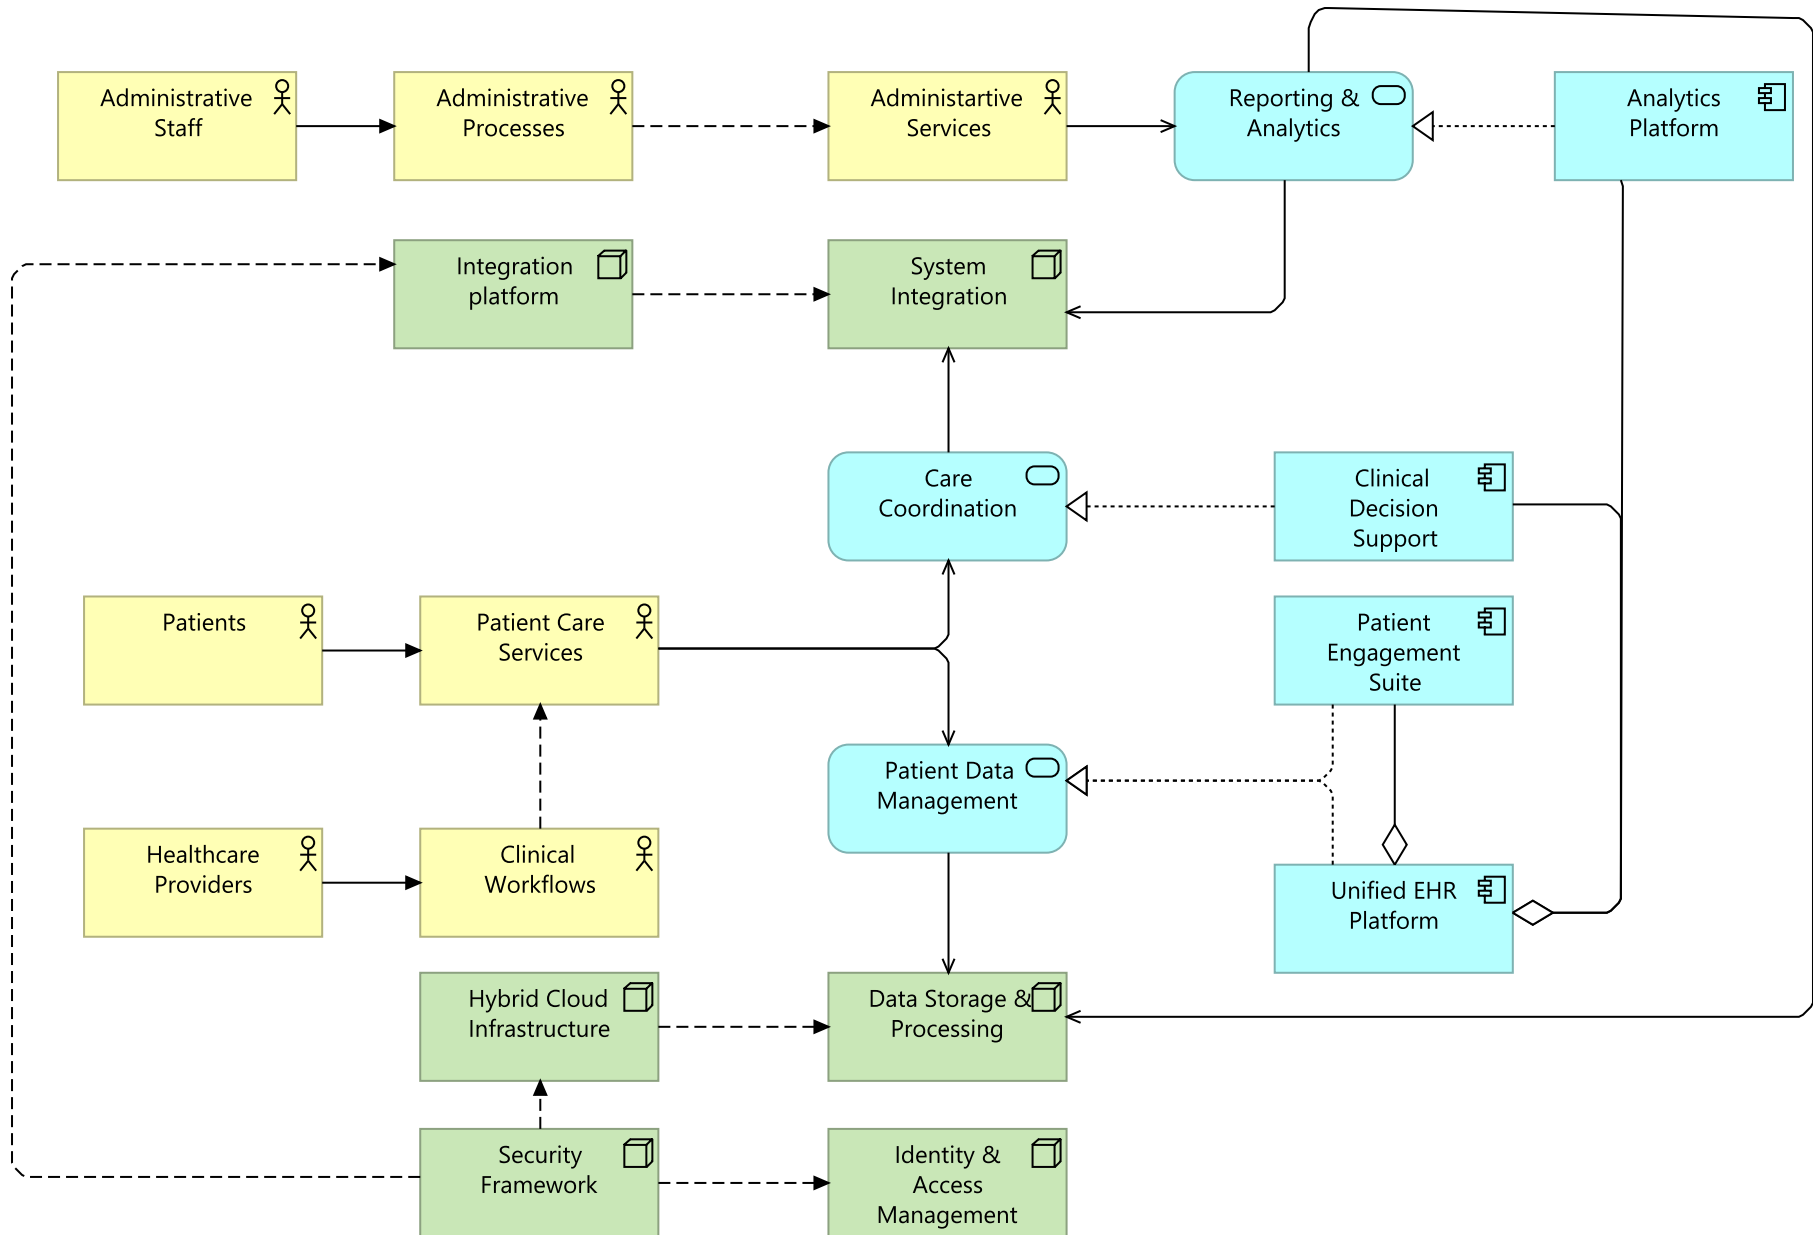 Administrative
Staff
Administrative
Processes
Administartive
Services
Reporting &
Analytics
Analytics
Platform
Integration
platform
System
Integration
Care
Coordination
Clinical
Decision
Support
Patients
Patient Care
Services
Patient
Engagement
Suite
Patient Data
Management
Healthcare
Providers
Clinical
Workflows
Unified EHR
Platform
Hybrid Cloud
Infrastructure
Data Storage &
Processing
Security
Framework
Identity &
Access
Management